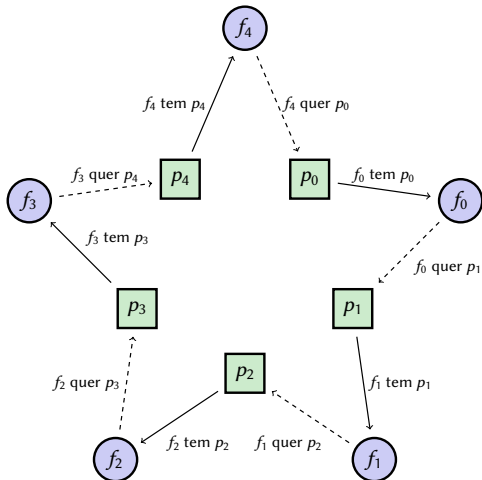 f₄
f₄ tem p₄
f₄ quer p₀
f₃ quer p₄
p₄
p₀
f₀ tem p₀
f₃
f₀
f₃ tem p₃
f₀ quer p₁
p₃
p₁
p₂
f₂ quer p₃
f₁ tem p₁
f₂ tem p₂
f₁ quer p₂
f₂
f₁